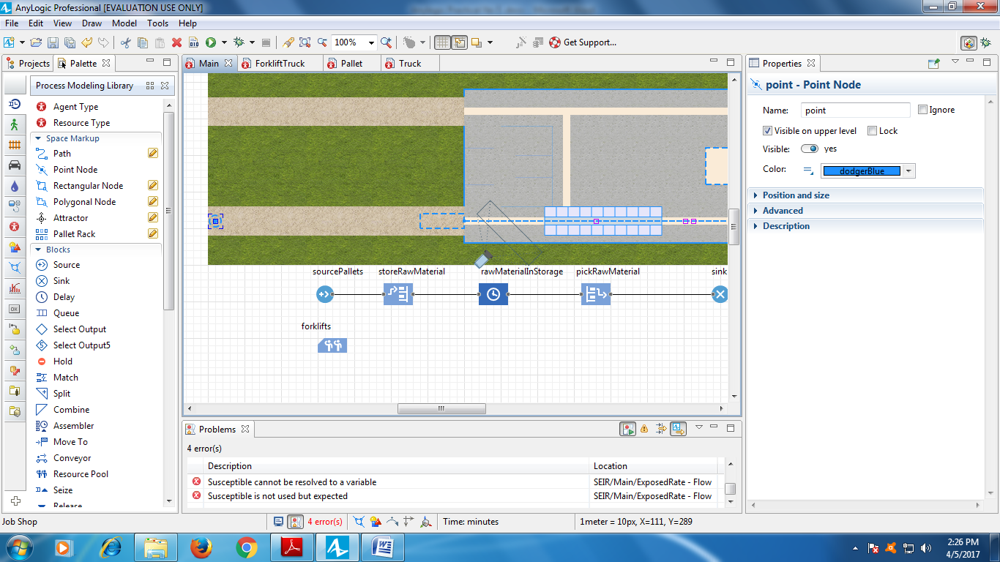 AnyLogic Professional [EVALUATION USE ONLY]
File Edit View Draw Model Tools Help
100% Get Support...
Projects Palette
Main ForkliftTruck Pallet Truck
Properties
Process Modeling Library
Agent Type
Resource Type
Space Markup
Path
Point Node
Rectangular Node
Polygonal Node
Attractor
Pallet Rack
Blocks
Source
Sink
Delay
Queue
Select Output
Select Output5
Hold
Match
Split
Combine
Assembler
Move To
Conveyor
Resource Pool
Seize
Release
sourcePallets storeRawMaterial rawMaterialInStorage pickRawMaterial sink
forklifts
point - Point Node
Name: point Ignore
Visible on upper level Lock
Visible: yes
Color: dodgerBlue
Position and size
Advanced
Description
Problems
4 error(s)
Description Location
Susceptible cannot be resolved to a variable SEIR/Main/ExposedRate - Flow
Susceptible is not used but expected SEIR/Main/ExposedRate - Flow
Job Shop 4 error(s) Time: minutes 1meter = 10px, X=111, Y=289
2:26 PM
4/5/2017